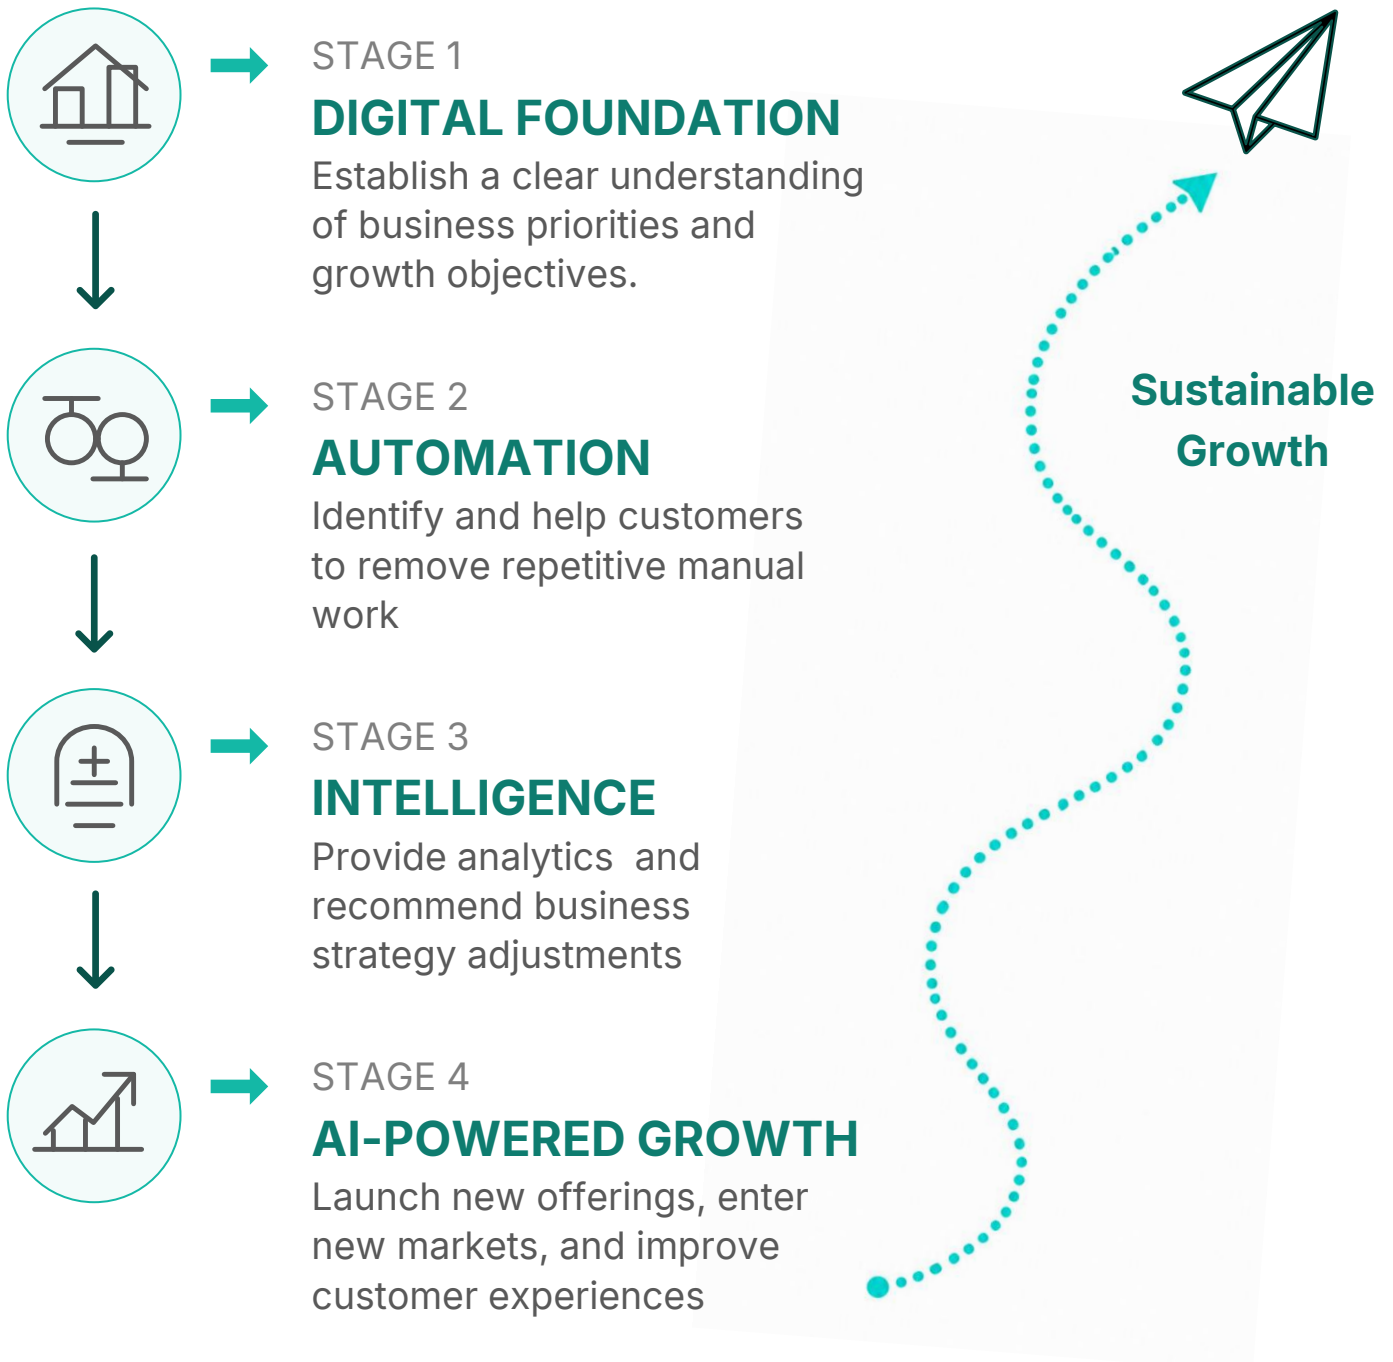 STAGE 1
DIGITAL FOUNDATION
Establish a clear understanding
of business priorities and
growth objectives.
STAGE 2
AUTOMATION
Identify and help customers
to remove repetitive manual
work
STAGE 3
INTELLIGENCE
Provide analytics  and
recommend business
strategy adjustments
STAGE 4
AI-POWERED GROWTH
Launch new offerings, enter
new markets, and improve
customer experiences
Sustainable
Growth